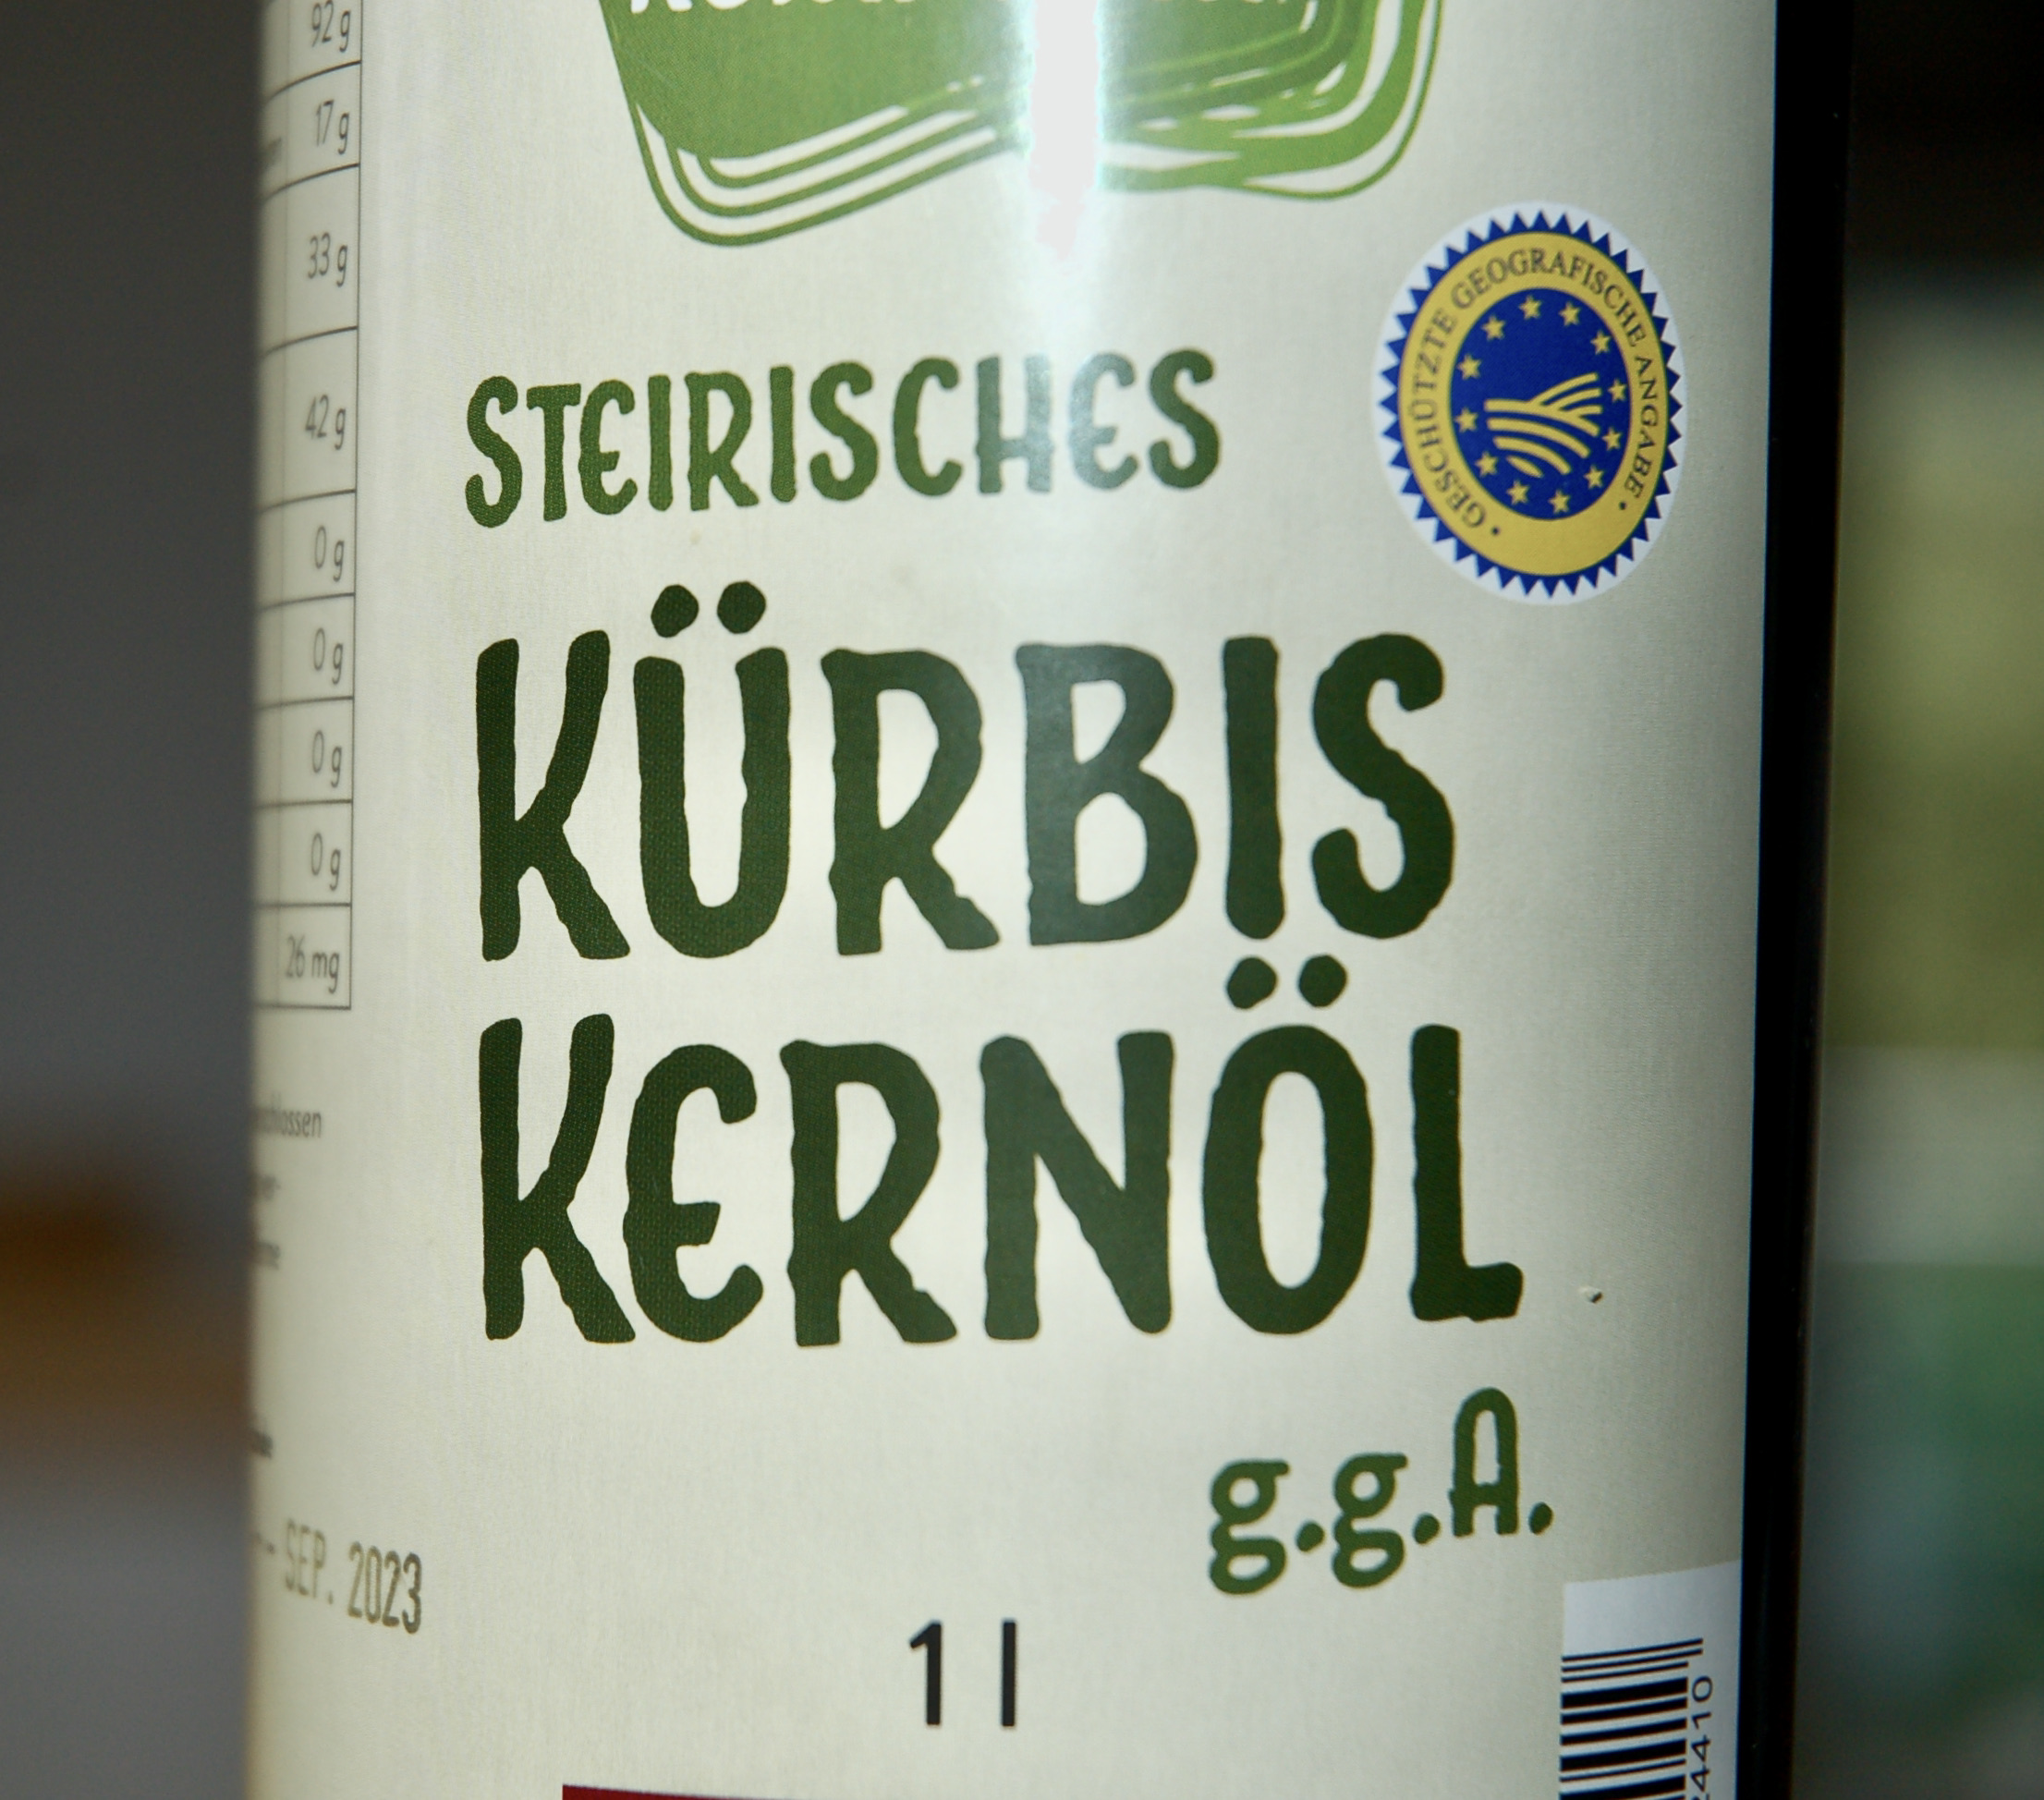 92 g
17 g
33 g
42 g
0 g
0 g
0 g
0 g
26 mg
SEP. 2023
STEIRISCHES
KÜRBIS
KERNÖL
g.g.A.
1 l
GESCHÜTZTE GEOGRAFISCHE ANGABE
24410